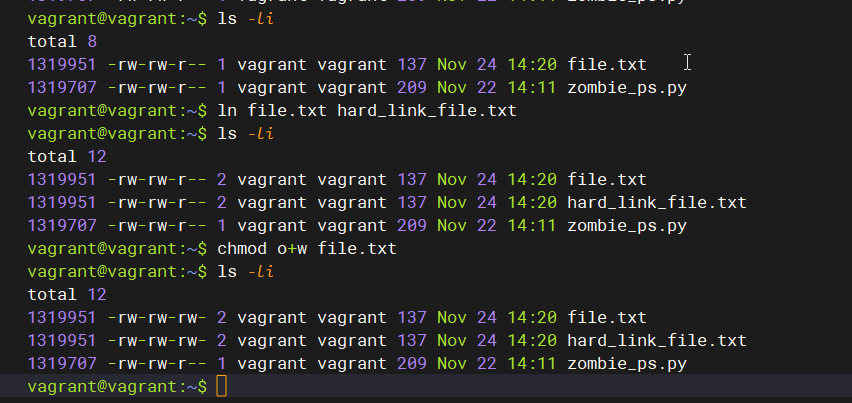 vagrant@vagrant:~$ ls -li
total 8
1319951 -rw-rw-r-- 1 vagrant vagrant 137 Nov 24 14:20 file.txt
1319707 -rw-rw-r-- 1 vagrant vagrant 209 Nov 22 14:11 zombie_ps.py
vagrant@vagrant:~$ ln file.txt hard_link_file.txt
vagrant@vagrant:~$ ls -li
total 12
1319951 -rw-rw-r-- 2 vagrant vagrant 137 Nov 24 14:20 file.txt
1319951 -rw-rw-r-- 2 vagrant vagrant 137 Nov 24 14:20 hard_link_file.txt
1319707 -rw-rw-r-- 1 vagrant vagrant 209 Nov 22 14:11 zombie_ps.py
vagrant@vagrant:~$ chmod o+w file.txt
vagrant@vagrant:~$ ls -li
total 12
1319951 -rw-rw-rw- 2 vagrant vagrant 137 Nov 24 14:20 file.txt
1319951 -rw-rw-rw- 2 vagrant vagrant 137 Nov 24 14:20 hard_link_file.txt
1319707 -rw-rw-r-- 1 vagrant vagrant 209 Nov 22 14:11 zombie_ps.py
vagrant@vagrant:~$